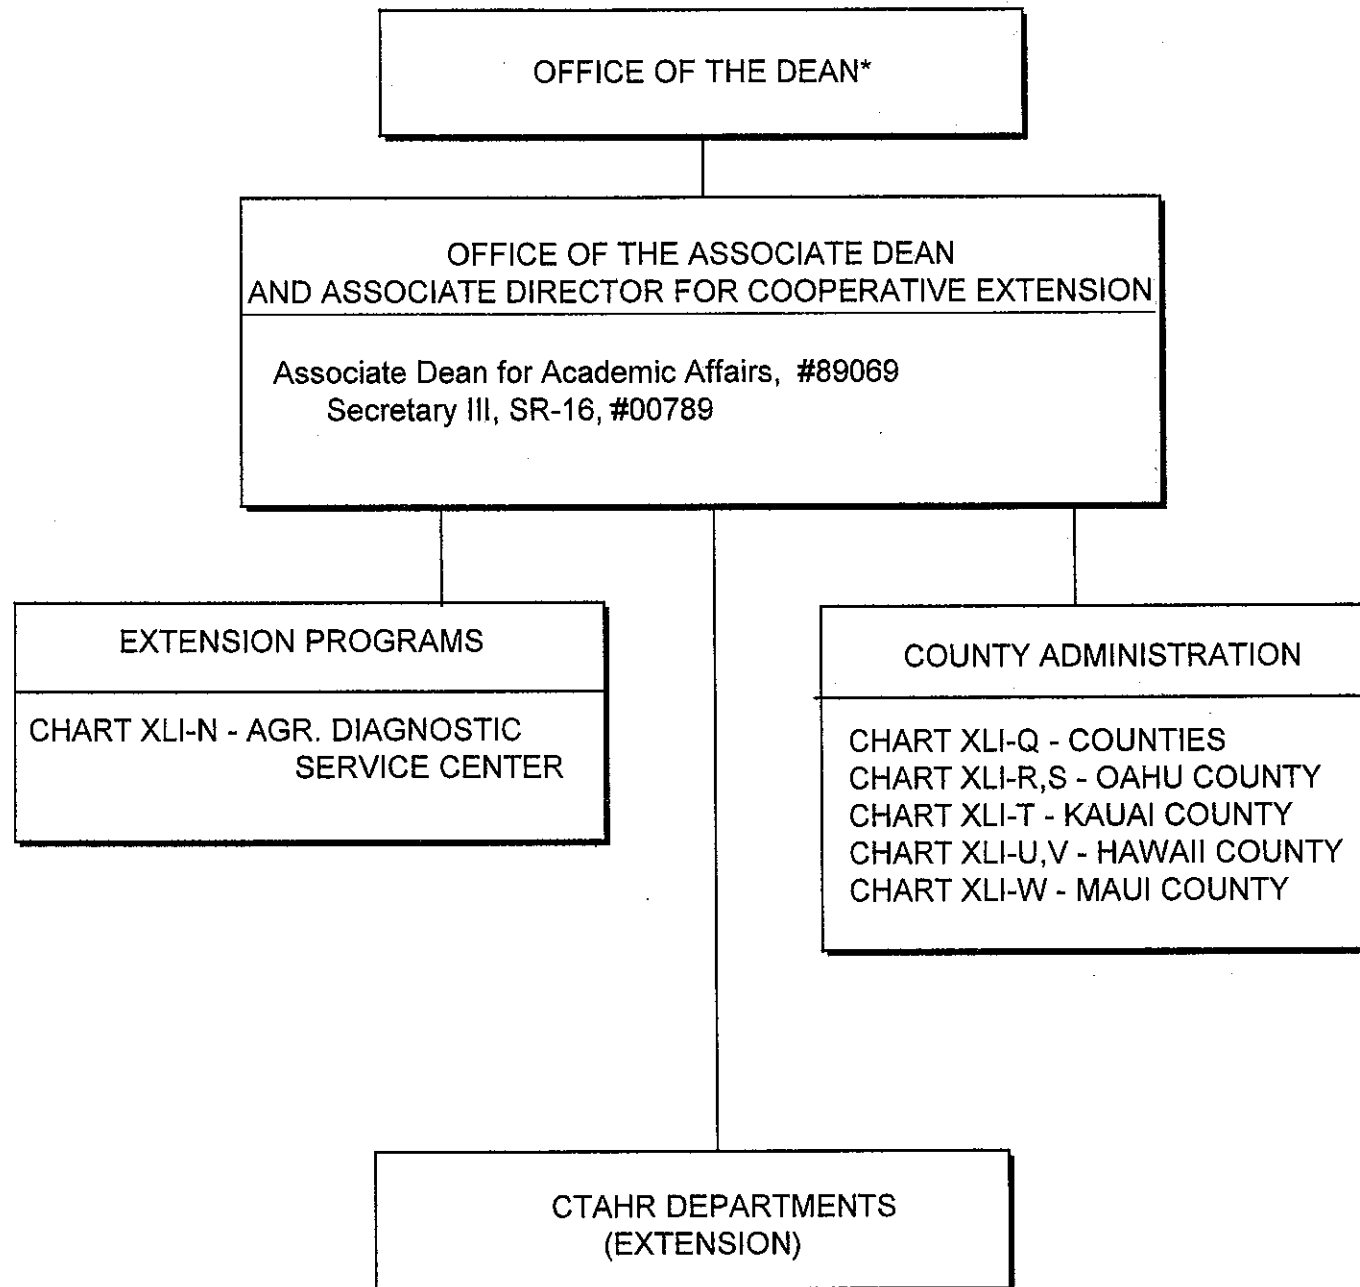 OFFICE OF THE DEAN*
OFFICE OF THE ASSOCIATE DEAN
AND ASSOCIATE DIRECTOR FOR COOPERATIVE EXTENSION
Associate Dean for Academic Affairs, #89069
Secretary III, SR-16, #00789
EXTENSION PROGRAMS
CHART XLI-N - AGR. DIAGNOSTIC
SERVICE CENTER
COUNTY ADMINISTRATION
CHART XLI-Q - COUNTIES
CHART XLI-R,S - OAHU COUNTY
CHART XLI-T - KAUAI COUNTY
CHART XLI-U,V - HAWAII COUNTY
CHART XLI-W - MAUI COUNTY
CTAHR DEPARTMENTS
(EXTENSION)